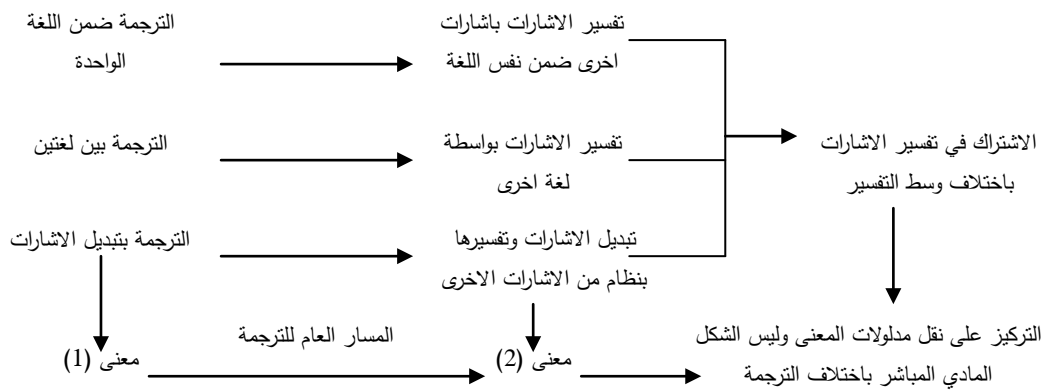 الترجمة ضمن اللغة
الواحدة
تفسير الاشارات باشارات
اخرى ضمن نفس اللغة
الترجمة بين لغتين
تفسير الاشارات بواسطة
لغة اخرى
الاشتراك في تفسير الاشارات
باختلاف وسط التفسير
الترجمة بتبديل الاشارات
تبديل الاشارات وتفسيرها
بنظام من الاشارات الاخرى
معنى (1)
المسار العام للترجمة
معنى (2)
التركيز على نقل مدلولات المعنى وليس الشكل
المادي المباشر باختلاف الترجمة